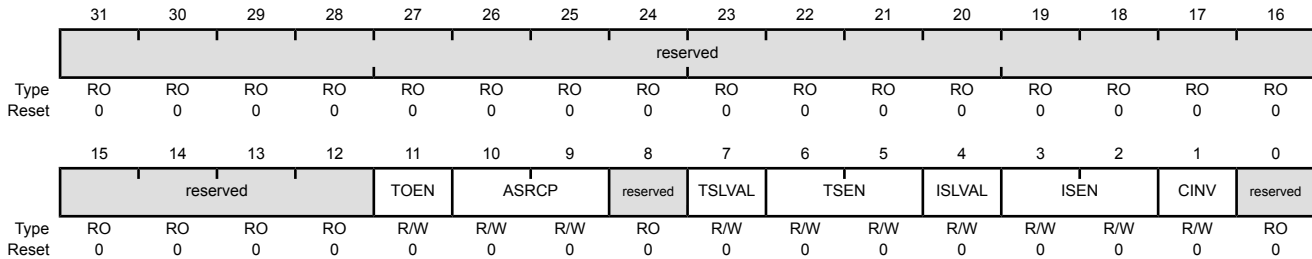 31 30 29 28 27 26 25 24 23 22 21 20 19 18 17 16
reserved
Type RO RO RO RO RO RO RO RO RO RO RO RO RO RO RO RO
Reset 0 0 0 0 0 0 0 0 0 0 0 0 0 0 0 0
15 14 13 12 11 10 9 8 7 6 5 4 3 2 1 0
reserved TOEN ASRCP reserved TSLVAL TSEN ISLVAL ISEN CINV reserved
Type RO RO RO RO R/W R/W R/W RO R/W R/W R/W R/W R/W R/W R/W RO
Reset 0 0 0 0 0 0 0 0 0 0 0 0 0 0 0 0